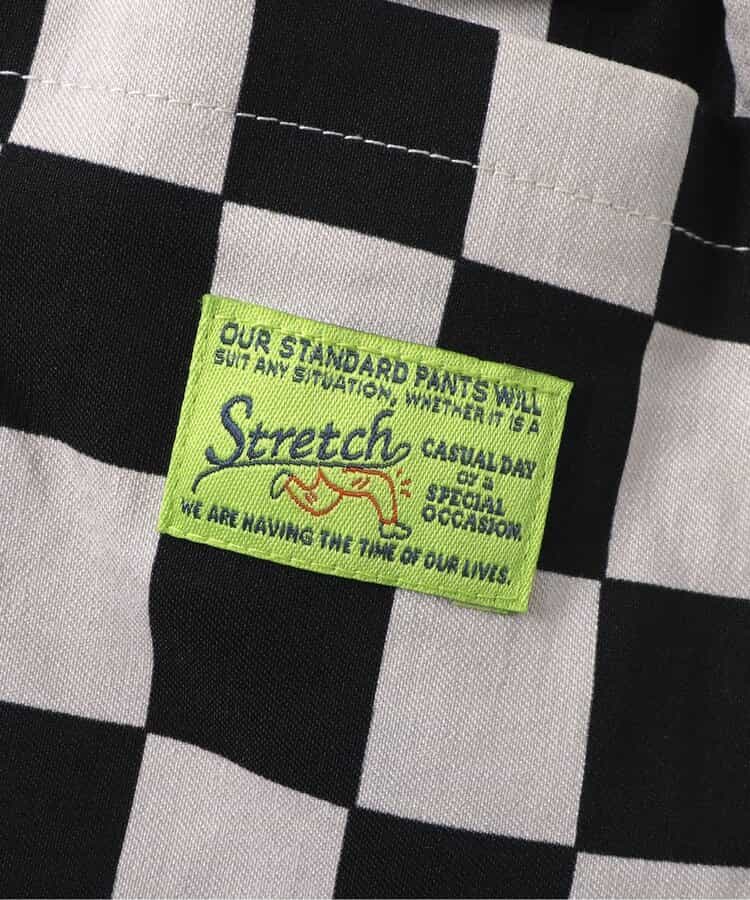 OUR STANDARD PANTS WILL
SUIT ANY SITUATION, WHETHER IT IS A
Stretch
CASUAL DAY
or a
SPECIAL
OCCASION.
WE ARE HAVING THE TIME OF OUR LIVES.